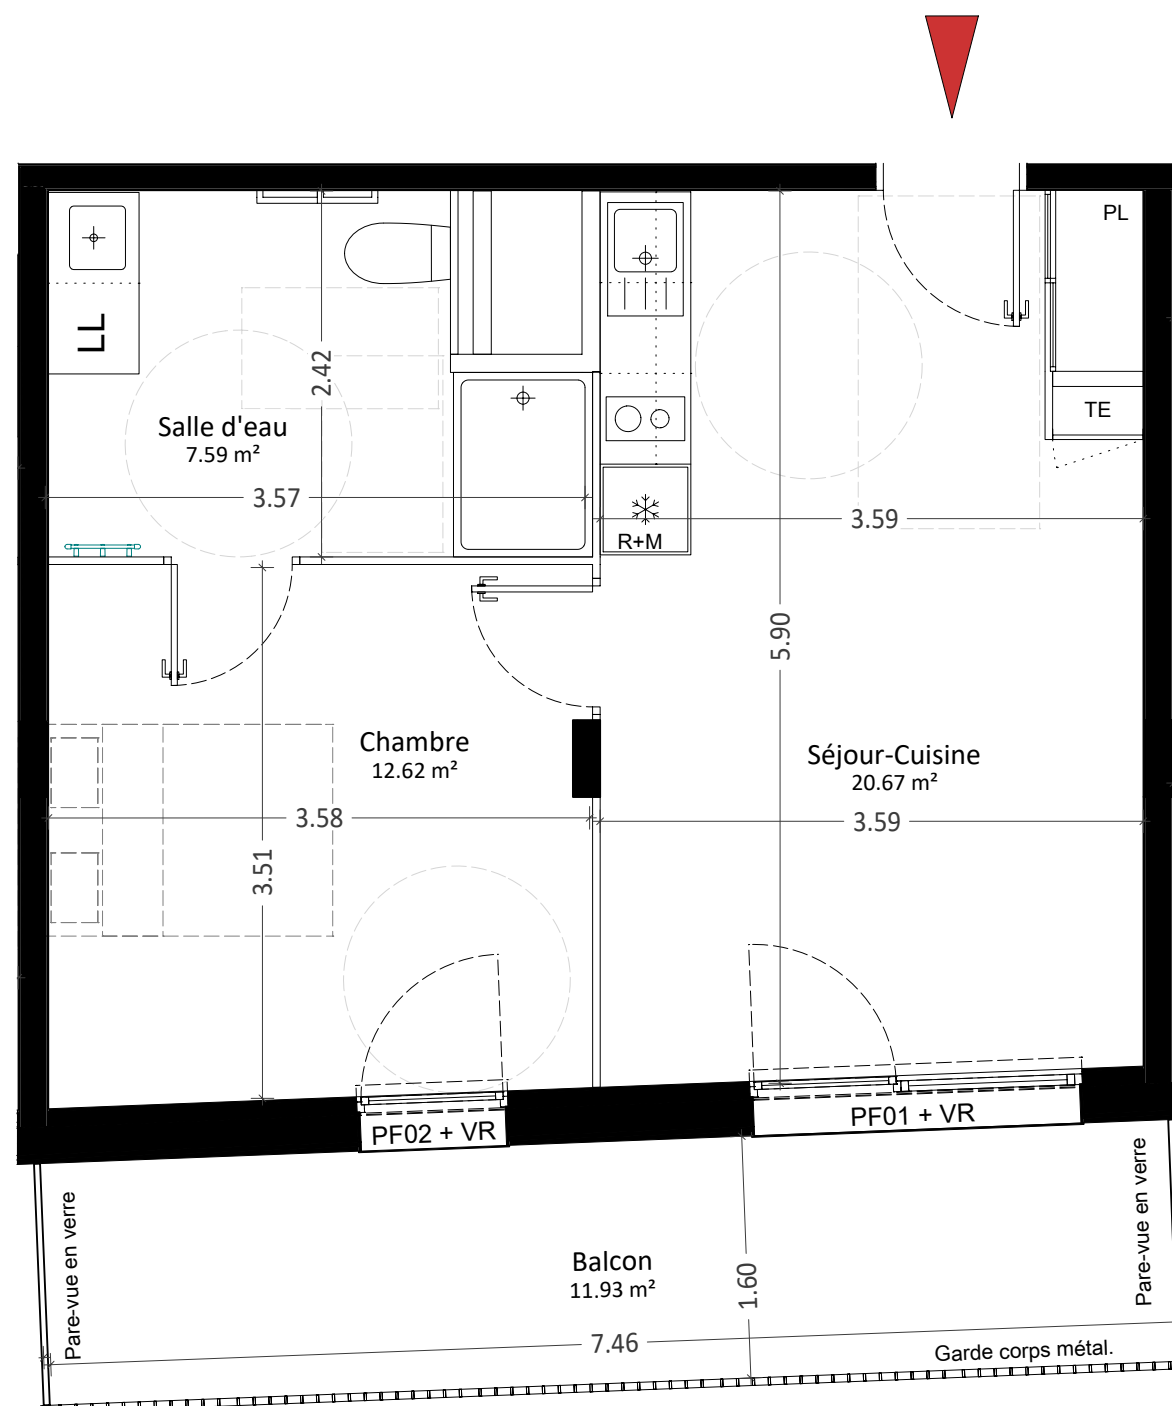 PL
LL
2.42
TE
Salle d'eau
7.59 m²
3.57
3.59
R+M
5.90
Chambre
12.62 m²
Séjour-Cuisine
20.67 m²
3.58
3.59
3.51
PF02 + VR
PF01 + VR
Pare-vue en verre
Pare-vue en verre
Balcon
11.93 m²
1.60
7.46
Garde corps métal.